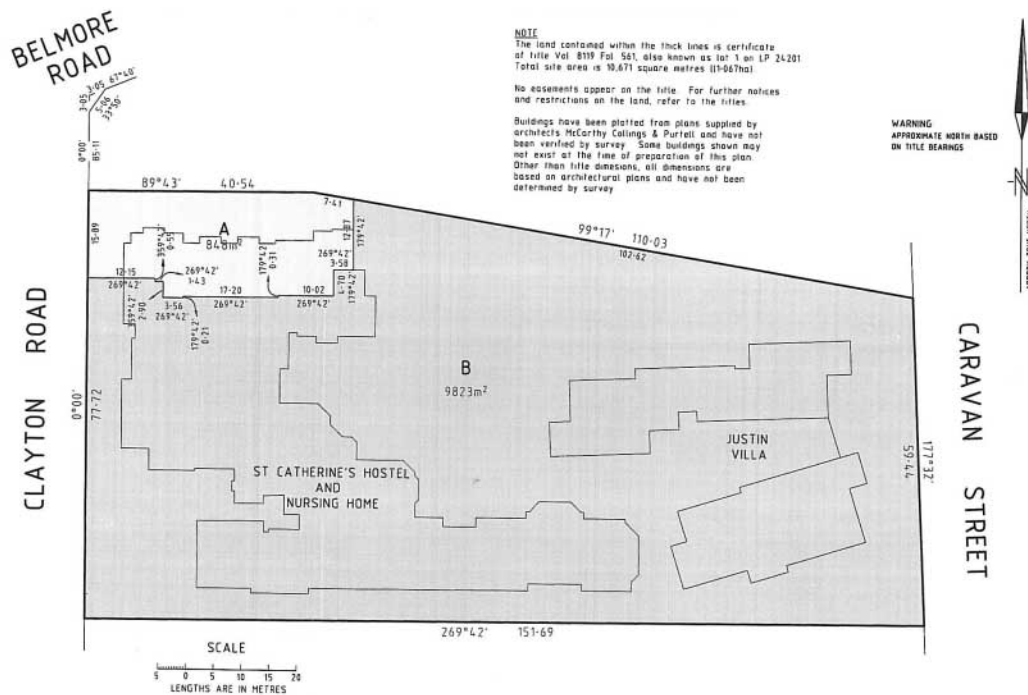 BELMORE
ROAD
3·05
3·05 67°40'
5·06
33°50'
0°00'
85·11
NOTE
The land contained within the thick lines is certificate
of title Vol 8119 Fol 561, also known as lot 1 on LP 24201
Total site area is 10,671 square metres (1·067ha)
No easements appear on the title. For further notices
and restrictions on the land, refer to the titles
Buildings have been plotted from plans supplied by
architects McCarthy Collings & Purtell and have not
been verified by survey Some buildings shown may
not exist at the time of preparation of this plan
Other than title dimesions, all dimensions are
based on architectural plans and have not been
determined by survey
WARNING
APPROXIMATE NORTH BASED
ON TITLE BEARINGS
89°43' 40·54
7·41
99°17' 110·03
102·62
15·89
A
848m²
359°42'
0·55
179°42'
0·31
12·07
179°42'
269°42'
3·58
12·15
269°42'
269°42'
1·43
17·20
269°42'
10·02
269°42'
4·70
179°42'
359°42'
2·90
3·56
269°42'
179°42'
0·21
CLAYTON ROAD
0°00'
77·72
B
9823m²
ST CATHERINE'S HOSTEL
AND
NURSING HOME
JUSTIN
VILLA
177°32'
59·44
CARAVAN STREET
269°42' 151·69
SCALE
5 0 5 10 15 20
LENGTHS ARE IN METRES